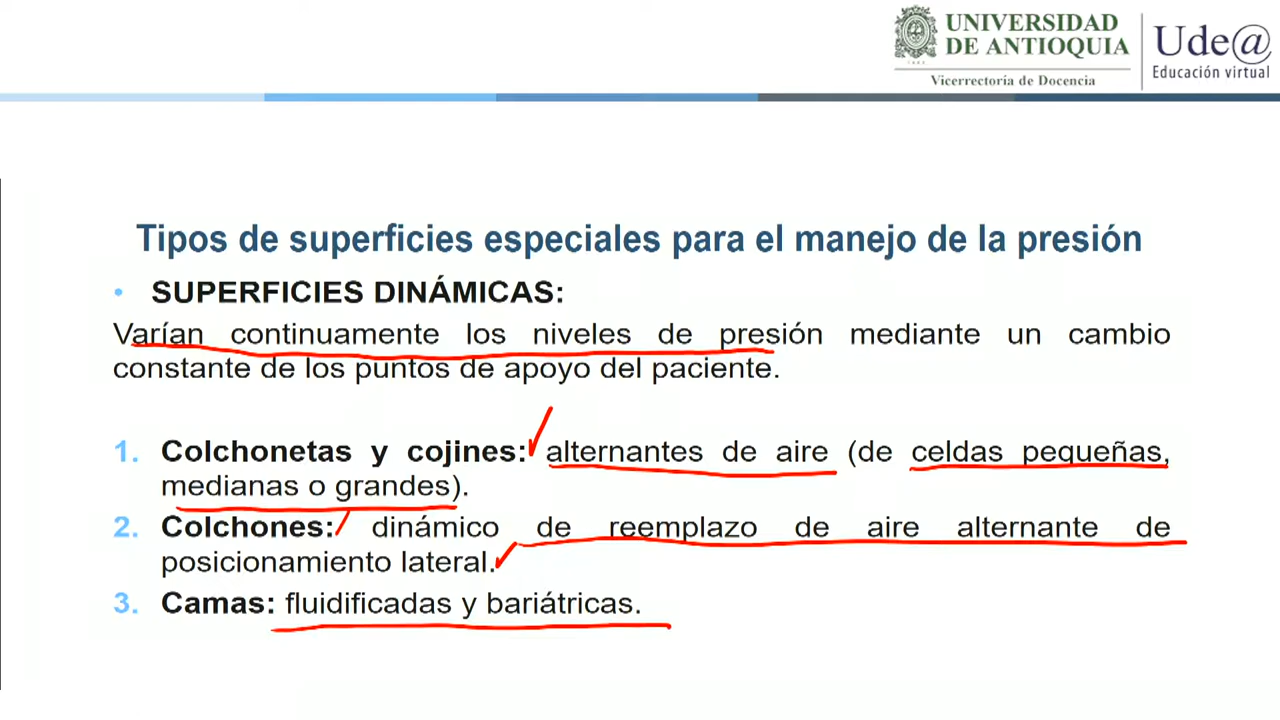 UNIVERSIDAD
DE ANTIOQUIA
Vicerrectoría de Docencia
Ude@
Educación virtual
Tipos de superficies especiales para el manejo de la presión
• SUPERFICIES DINÁMICAS:
Varían continuamente los niveles de presión mediante un cambio
constante de los puntos de apoyo del paciente.
1. Colchonetas y cojines: alternantes de aire (de celdas pequeñas,
medianas o grandes).
2. Colchones: dinámico de reemplazo de aire alternante de
posicionamiento lateral.
3. Camas: fluidificadas y bariátricas.